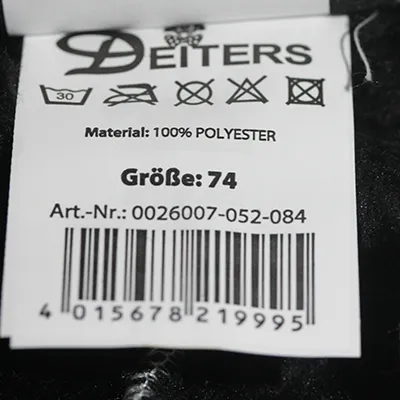 DEITERS
30
Material: 100% POLYESTER
Größe: 74
Art.-Nr.: 0026007-052-084
4 015678 219995